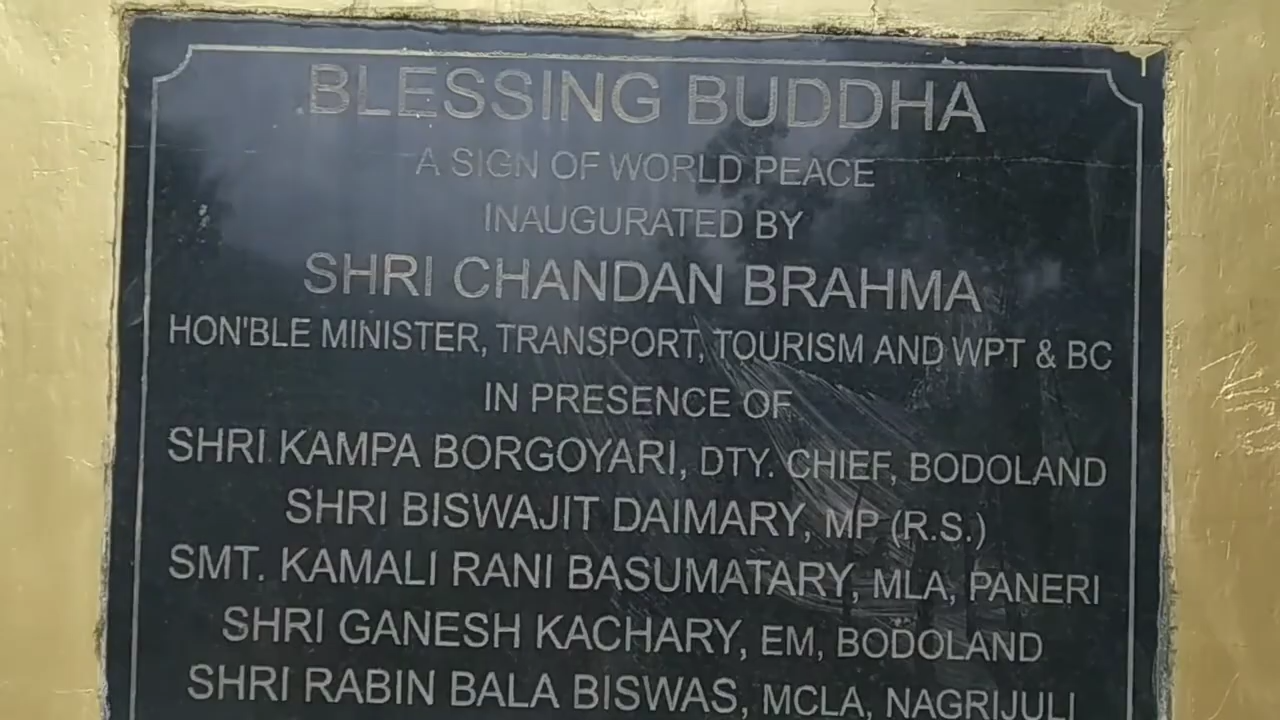 BLESSING BUDDHA
A SIGN OF WORLD PEACE
INAUGURATED BY
SHRI CHANDAN BRAHMA
HON'BLE MINISTER, TRANSPORT, TOURISM AND WPT & BC
IN PRESENCE OF
SHRI KAMPA BORGOYARI, DTY. CHIEF, BODOLAND
SHRI BISWAJIT DAIMARY, MP (R.S.)
SMT. KAMALI RANI BASUMATARY, MLA, PANERI
SHRI GANESH KACHARY, EM, BODOLAND
SHRI RABIN BALA BISWAS, MCLA, NAGRIJULI